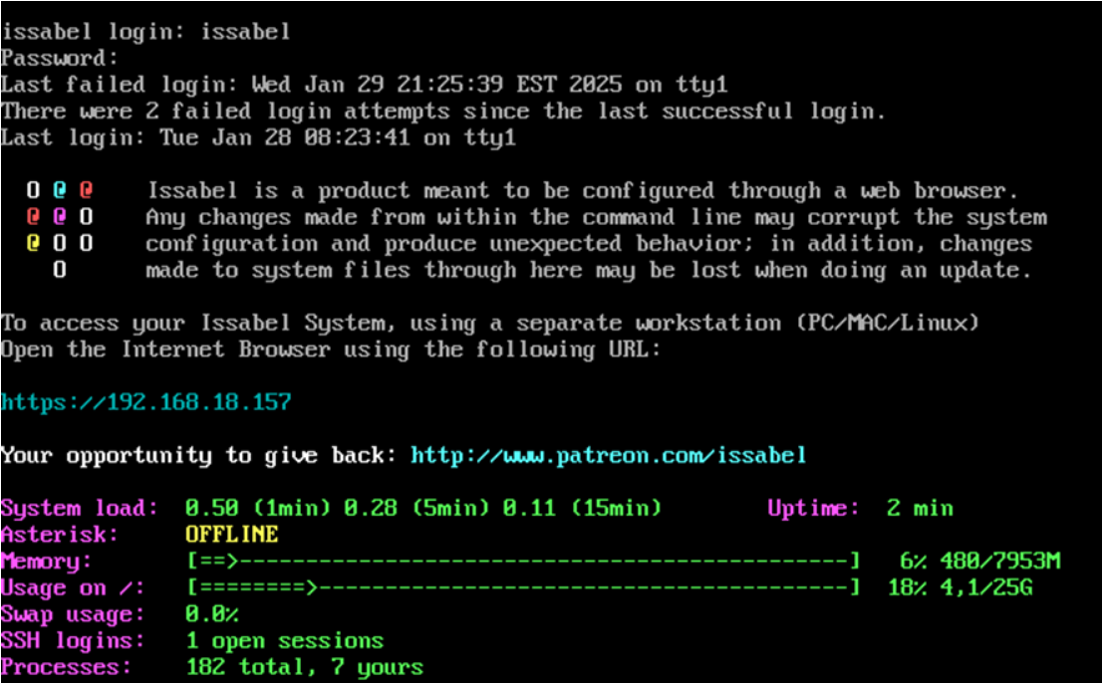 issabel login: issabel
Password:
Last failed login: Wed Jan 29 21:25:39 EST 2025 on tty1
There were 2 failed login attempts since the last successful login.
Last login: Tue Jan 28 08:23:41 on tty1
O @ @ Issabel is a product meant to be configured through a web browser.
@ @ O Any changes made from within the command line may corrupt the system
@ O O configuration and produce unexpected behavior; in addition, changes
O made to system files through here may be lost when doing an update.
To access your Issabel System, using a separate workstation (PC/MAC/Linux)
Open the Internet Browser using the following URL:
https://192.168.18.157
Your opportunity to give back: http://www.patreon.com/issabel
System load: 0.50 (1min) 0.28 (5min) 0.11 (15min) Uptime: 2 min
Asterisk: OFFLINE
Memory: [==>-----------------------------------------------] 6% 480/7953M
Usage on /: [========>-----------------------------------------] 18% 4,1/25G
Swap usage: 0.0%
SSH logins: 1 open sessions
Processes: 182 total, 7 yours